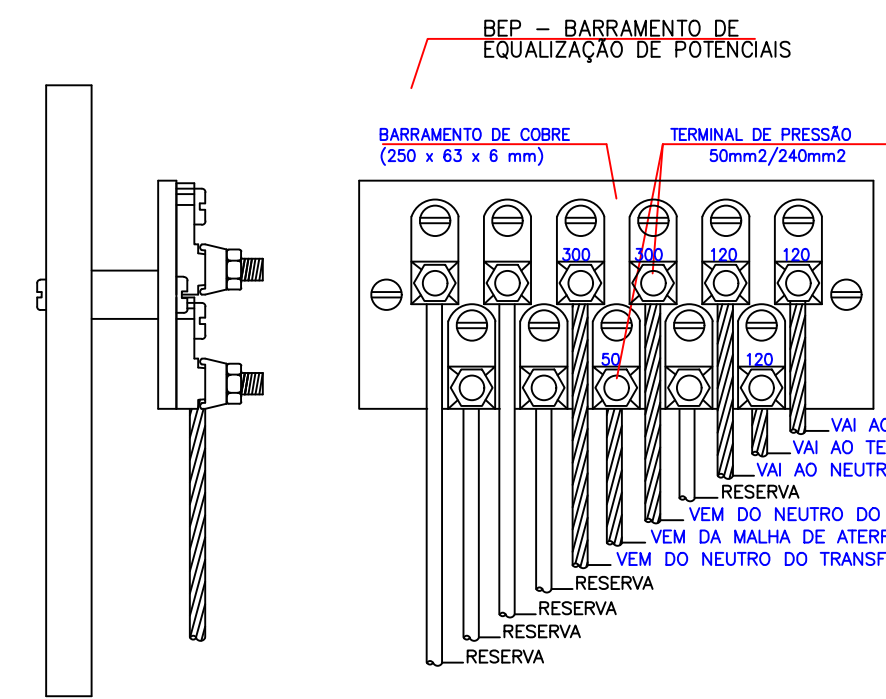 BEP – BARRAMENTO DE
EQUALIZAÇÃO DE POTENCIAIS
BARRAMENTO DE COBRE
(250 x 63 x 6 mm)
TERMINAL DE PRESSÃO
50mm2/240mm2
300
300
120
120
50
120
VAI AO
VAI AO TE
VAI AO NEUTR
RESERVA
VEM DO NEUTRO DO
VEM DA MALHA DE ATERR
VEM DO NEUTRO DO TRANSF
RESERVA
RESERVA
RESERVA
RESERVA